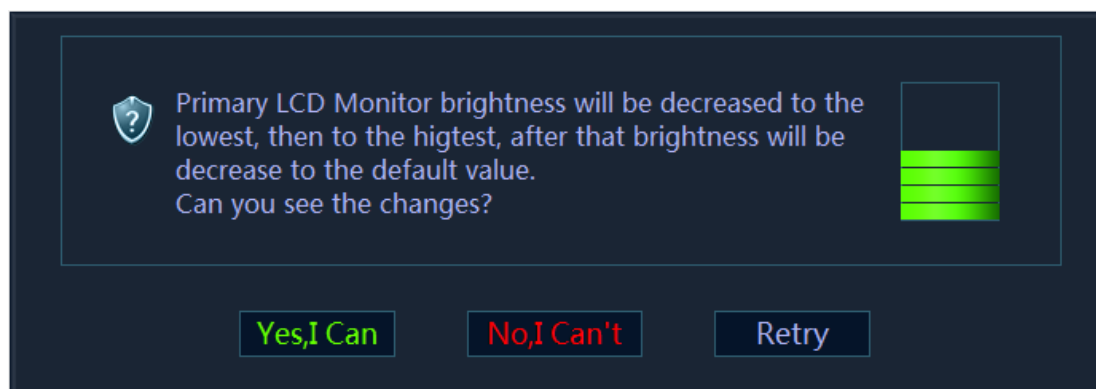 Primary LCD Monitor brightness will be decreased to the
lowest, then to the higtest, after that brightness will be
decrease to the default value.
Can you see the changes?
Yes,I Can
No,I Can't
Retry